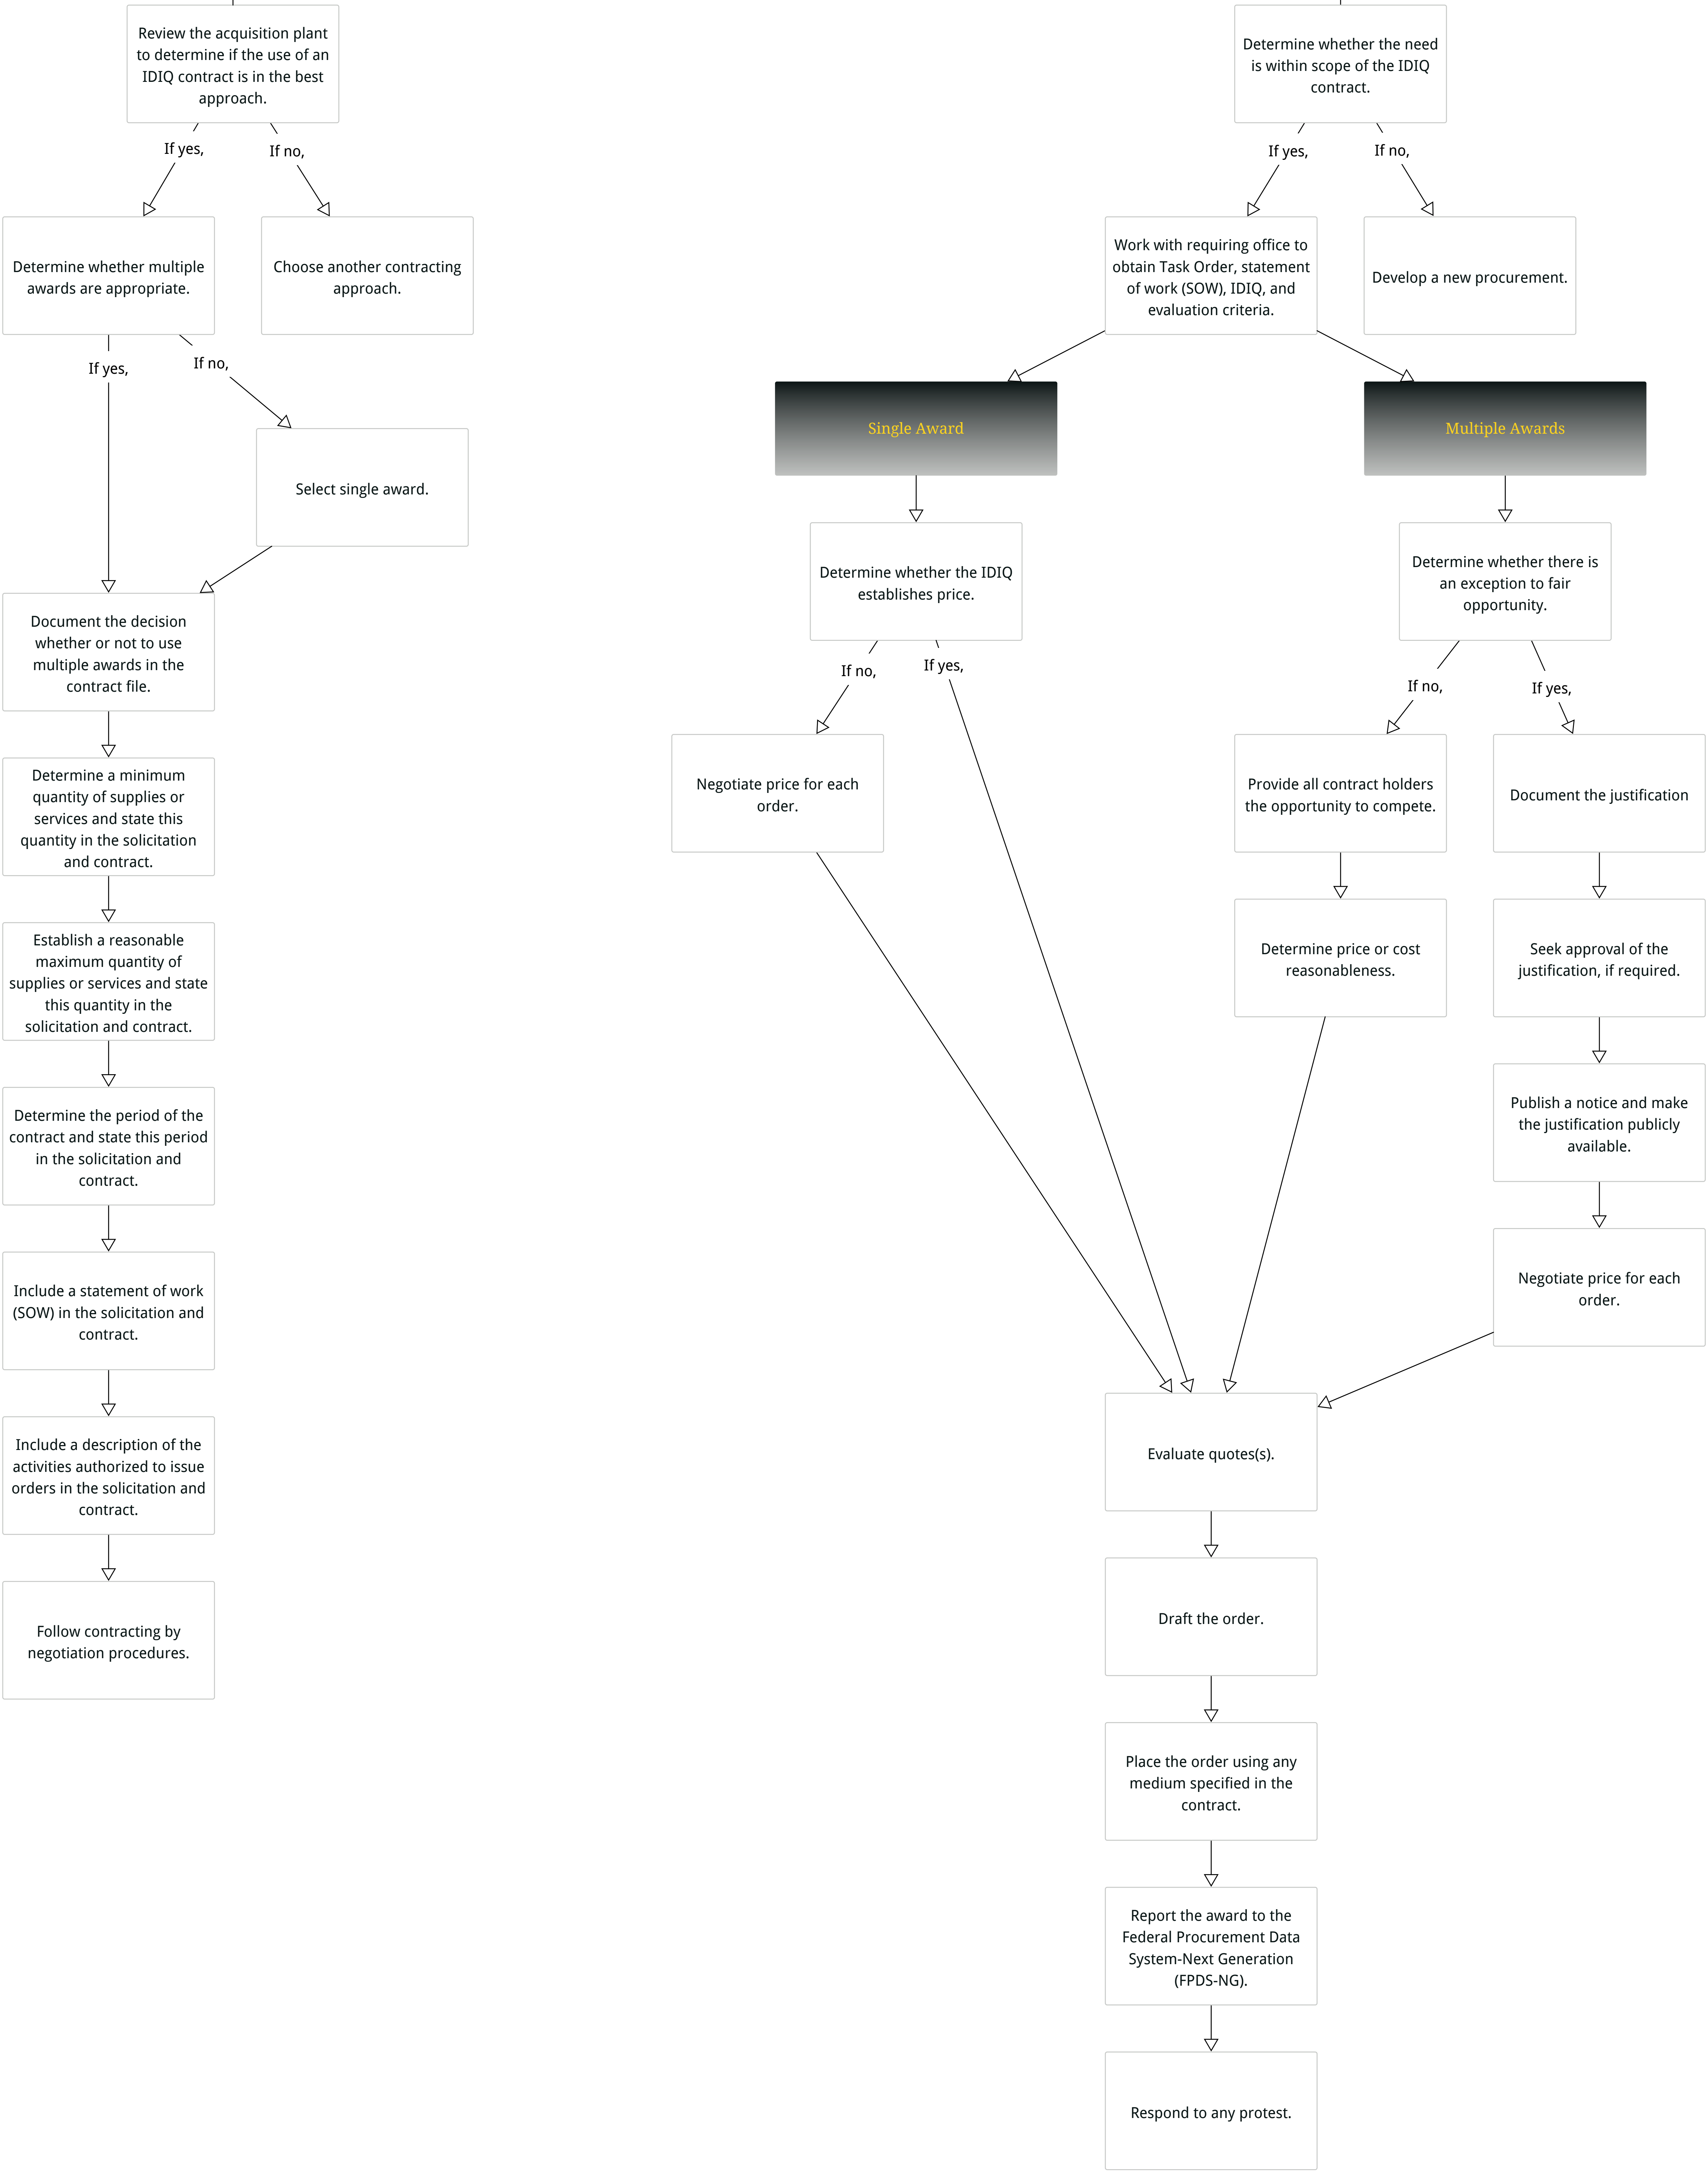 Review the acquisition plant
to determine if the use of an
IDIQ contract is in the best
approach.
If yes,
If no,
Determine whether multiple
awards are appropriate.
Choose another contracting
approach.
If yes,
If no,
Select single award.
Document the decision
whether or not to use
multiple awards in the
contract file.
Determine a minimum
quantity of supplies or
services and state this
quantity in the solicitation
and contract.
Establish a reasonable
maximum quantity of
supplies or services and state
this quantity in the
solicitation and contract.
Determine the period of the
contract and state this period
in the solicitation and
contract.
Include a statement of work
(SOW) in the solicitation and
contract.
Include a description of the
activities authorized to issue
orders in the solicitation and
contract.
Follow contracting by
negotiation procedures.
Determine whether the need
is within scope of the IDIQ
contract.
If yes,
If no,
Work with requiring office to
obtain Task Order, statement
of work (SOW), IDIQ, and
evaluation criteria.
Develop a new procurement.
Single Award
Multiple Awards
Determine whether the IDIQ
establishes price.
If no,
If yes,
Negotiate price for each
order.
Determine whether there is
an exception to fair
opportunity.
If no,
If yes,
Provide all contract holders
the opportunity to compete.
Document the justification
Determine price or cost
reasonableness.
Seek approval of the
justification, if required.
Publish a notice and make
the justification publicly
available.
Negotiate price for each
order.
Evaluate quotes(s).
Draft the order.
Place the order using any
medium specified in the
contract.
Report the award to the
Federal Procurement Data
System-Next Generation
(FPDS-NG).
Respond to any protest.